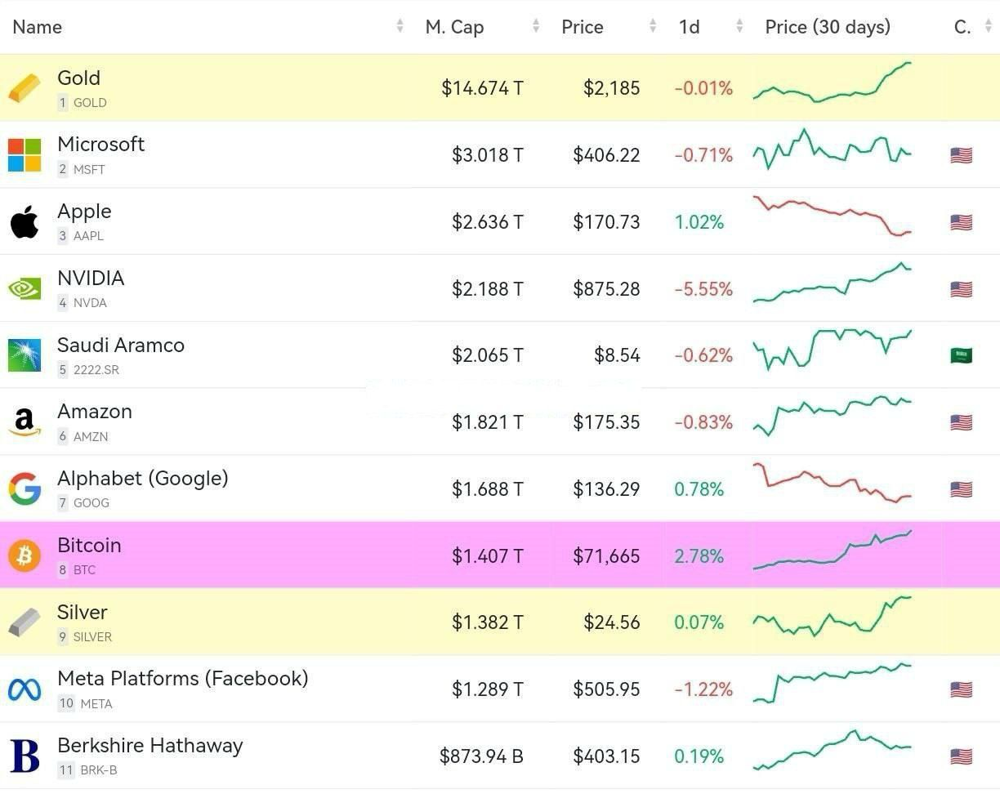 Name M. Cap Price 1d Price (30 days) C.
Gold
1 GOLD
$14.674 T $2,185 -0.01%
Microsoft
2 MSFT
$3.018 T $406.22 -0.71%
Apple
3 AAPL
$2.636 T $170.73 1.02%
NVIDIA
4 NVDA
$2.188 T $875.28 -5.55%
Saudi Aramco
5 2222.SR
$2.065 T $8.54 -0.62%
Amazon
6 AMZN
$1.821 T $175.35 -0.83%
Alphabet (Google)
7 GOOG
$1.688 T $136.29 0.78%
Bitcoin
8 BTC
$1.407 T $71,665 2.78%
Silver
9 SILVER
$1.382 T $24.56 0.07%
Meta Platforms (Facebook)
10 META
$1.289 T $505.95 -1.22%
B
Berkshire Hathaway
11 BRK-B
$873.94 B $403.15 0.19%